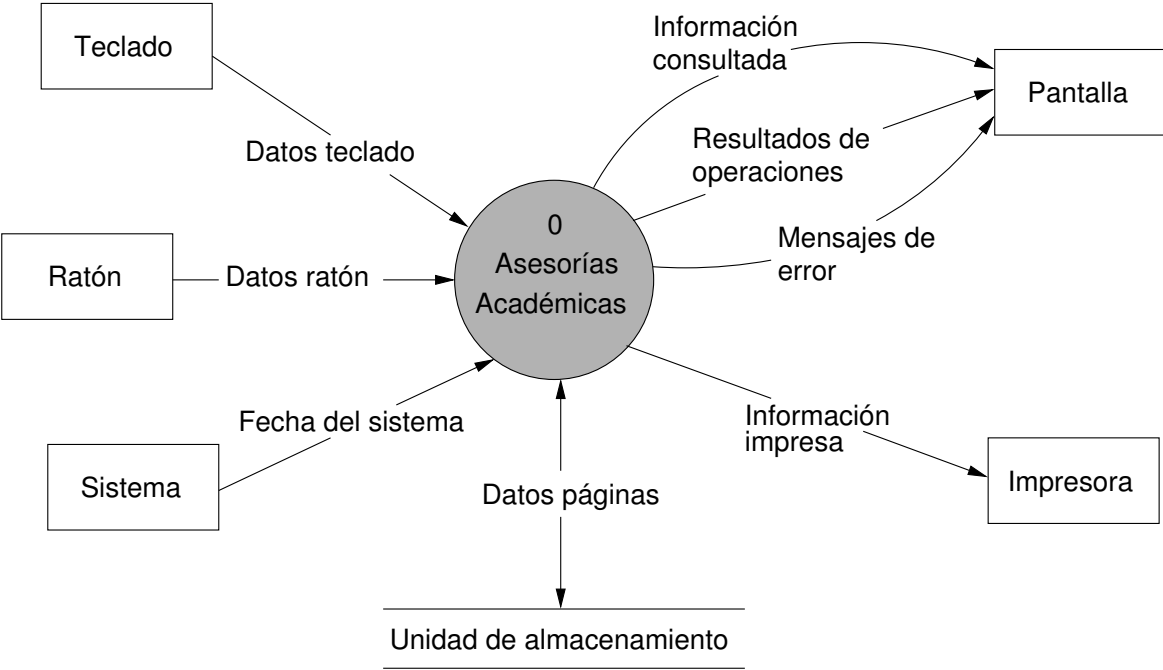 Teclado
Información
consultada
Pantalla
Datos teclado
Resultados de
operaciones
0
Asesorías
Académicas
Mensajes de
error
Ratón
Datos ratón
Fecha del sistema
Información
impresa
Sistema
Datos páginas
Impresora
Unidad de almacenamiento